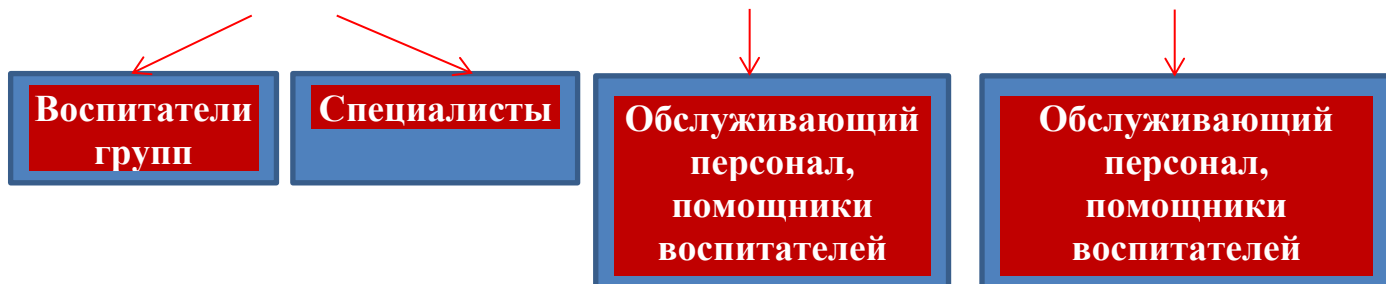 Воспитатели
групп
Специалисты
Обслуживающий
персонал,
помощники
воспитателей
Обслуживающий
персонал,
помощники
воспитателей